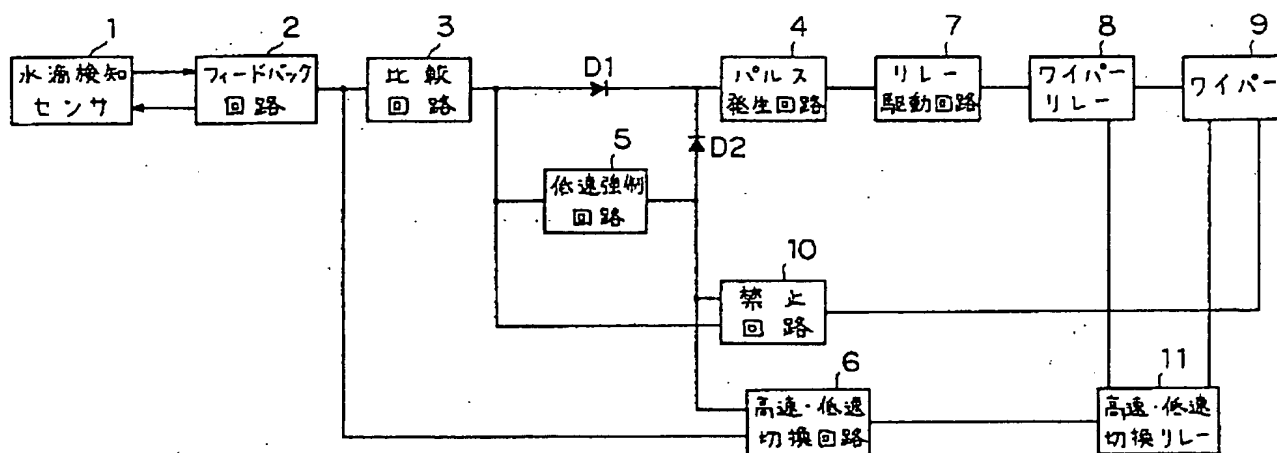 1
水滴検知
センサ
2
フィードバック
回路
3
比較
回路
D1
4
パルス
発生回路
7
リレー
駆動回路
8
ワイパー
リレー
9
ワイパー
D2
5
低速強制
回路
10
禁止
回路
6
高速・低速
切換回路
11
高速・低速
切換リレー